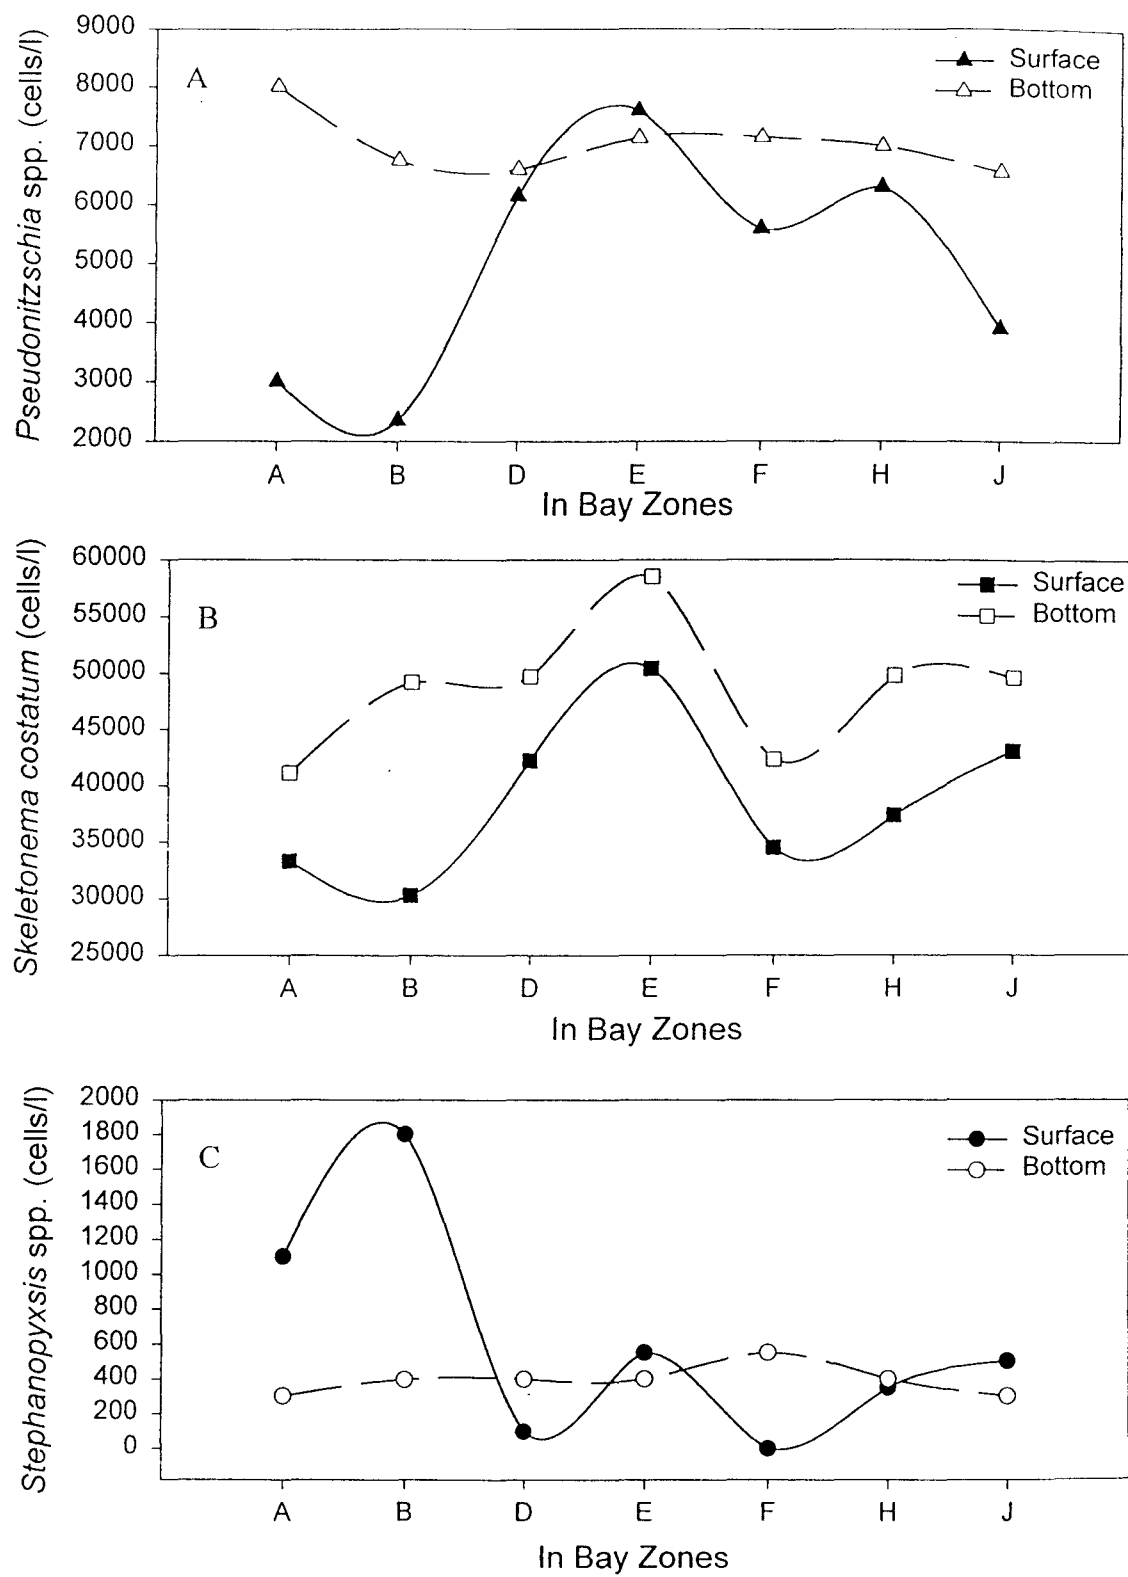 Pseudonitzschia spp. (cells/l)
9000
8000
7000
6000
5000
4000
3000
2000
A
Surface
Bottom
A B D E F H J
In Bay Zones
Skeletonema costatum (cells/l)
60000
55000
50000
45000
40000
35000
30000
25000
B
Surface
Bottom
A B D E F H J
In Bay Zones
Stephanopyxsis spp. (cells/l)
2000
1800
1600
1400
1200
1000
800
600
400
200
0
C
Surface
Bottom
A B D E F H J
In Bay Zones